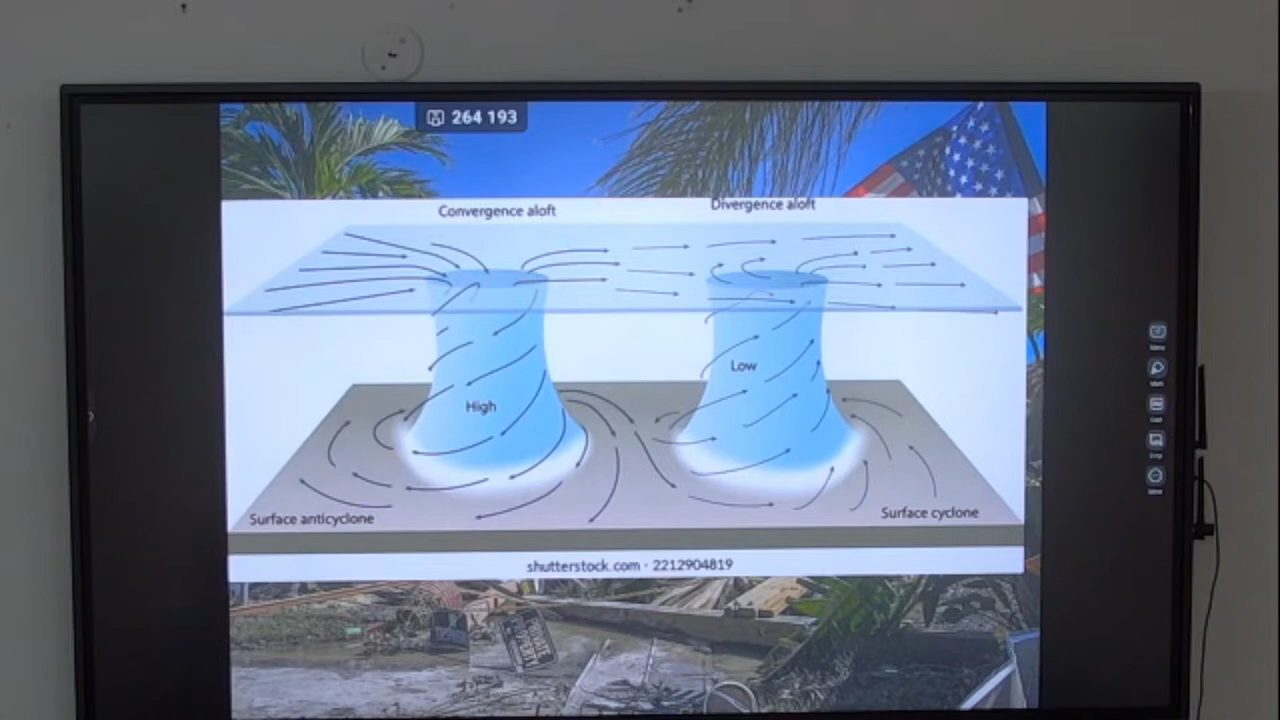 264 193
Convergence aloft
Divergence aloft
Low
High
Surface anticyclone
Surface cyclone
shutterstock.com · 2212904819